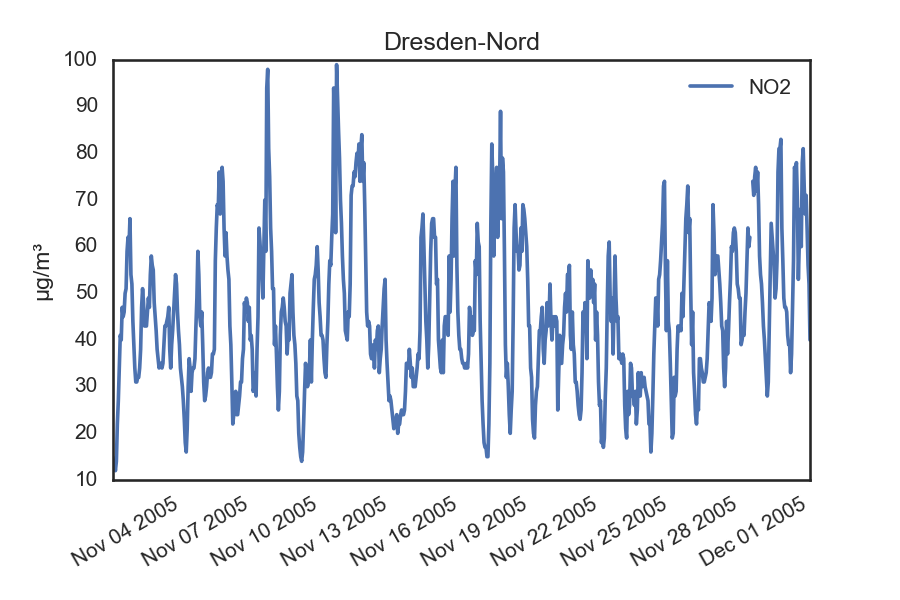 Dresden-Nord
100
90
80
70
60
50
40
30
20
10
µg/m³
NO2
Nov 04 2005
Nov 07 2005
Nov 10 2005
Nov 13 2005
Nov 16 2005
Nov 19 2005
Nov 22 2005
Nov 25 2005
Nov 28 2005
Dec 01 2005